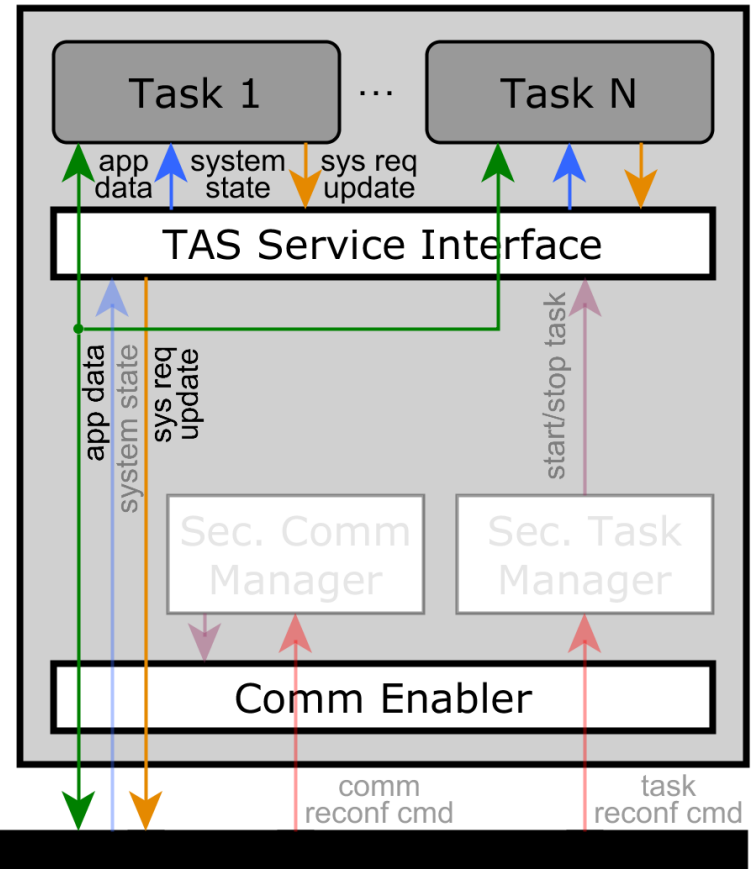 Task 1
...
Task N
app
data
system
state
sys req
update
TAS Service Interface
app data
system state
sys req
update
start/stop task
Sec. Comm
Manager
Sec. Task
Manager
Comm Enabler
comm
reconf cmd
task
reconf cmd